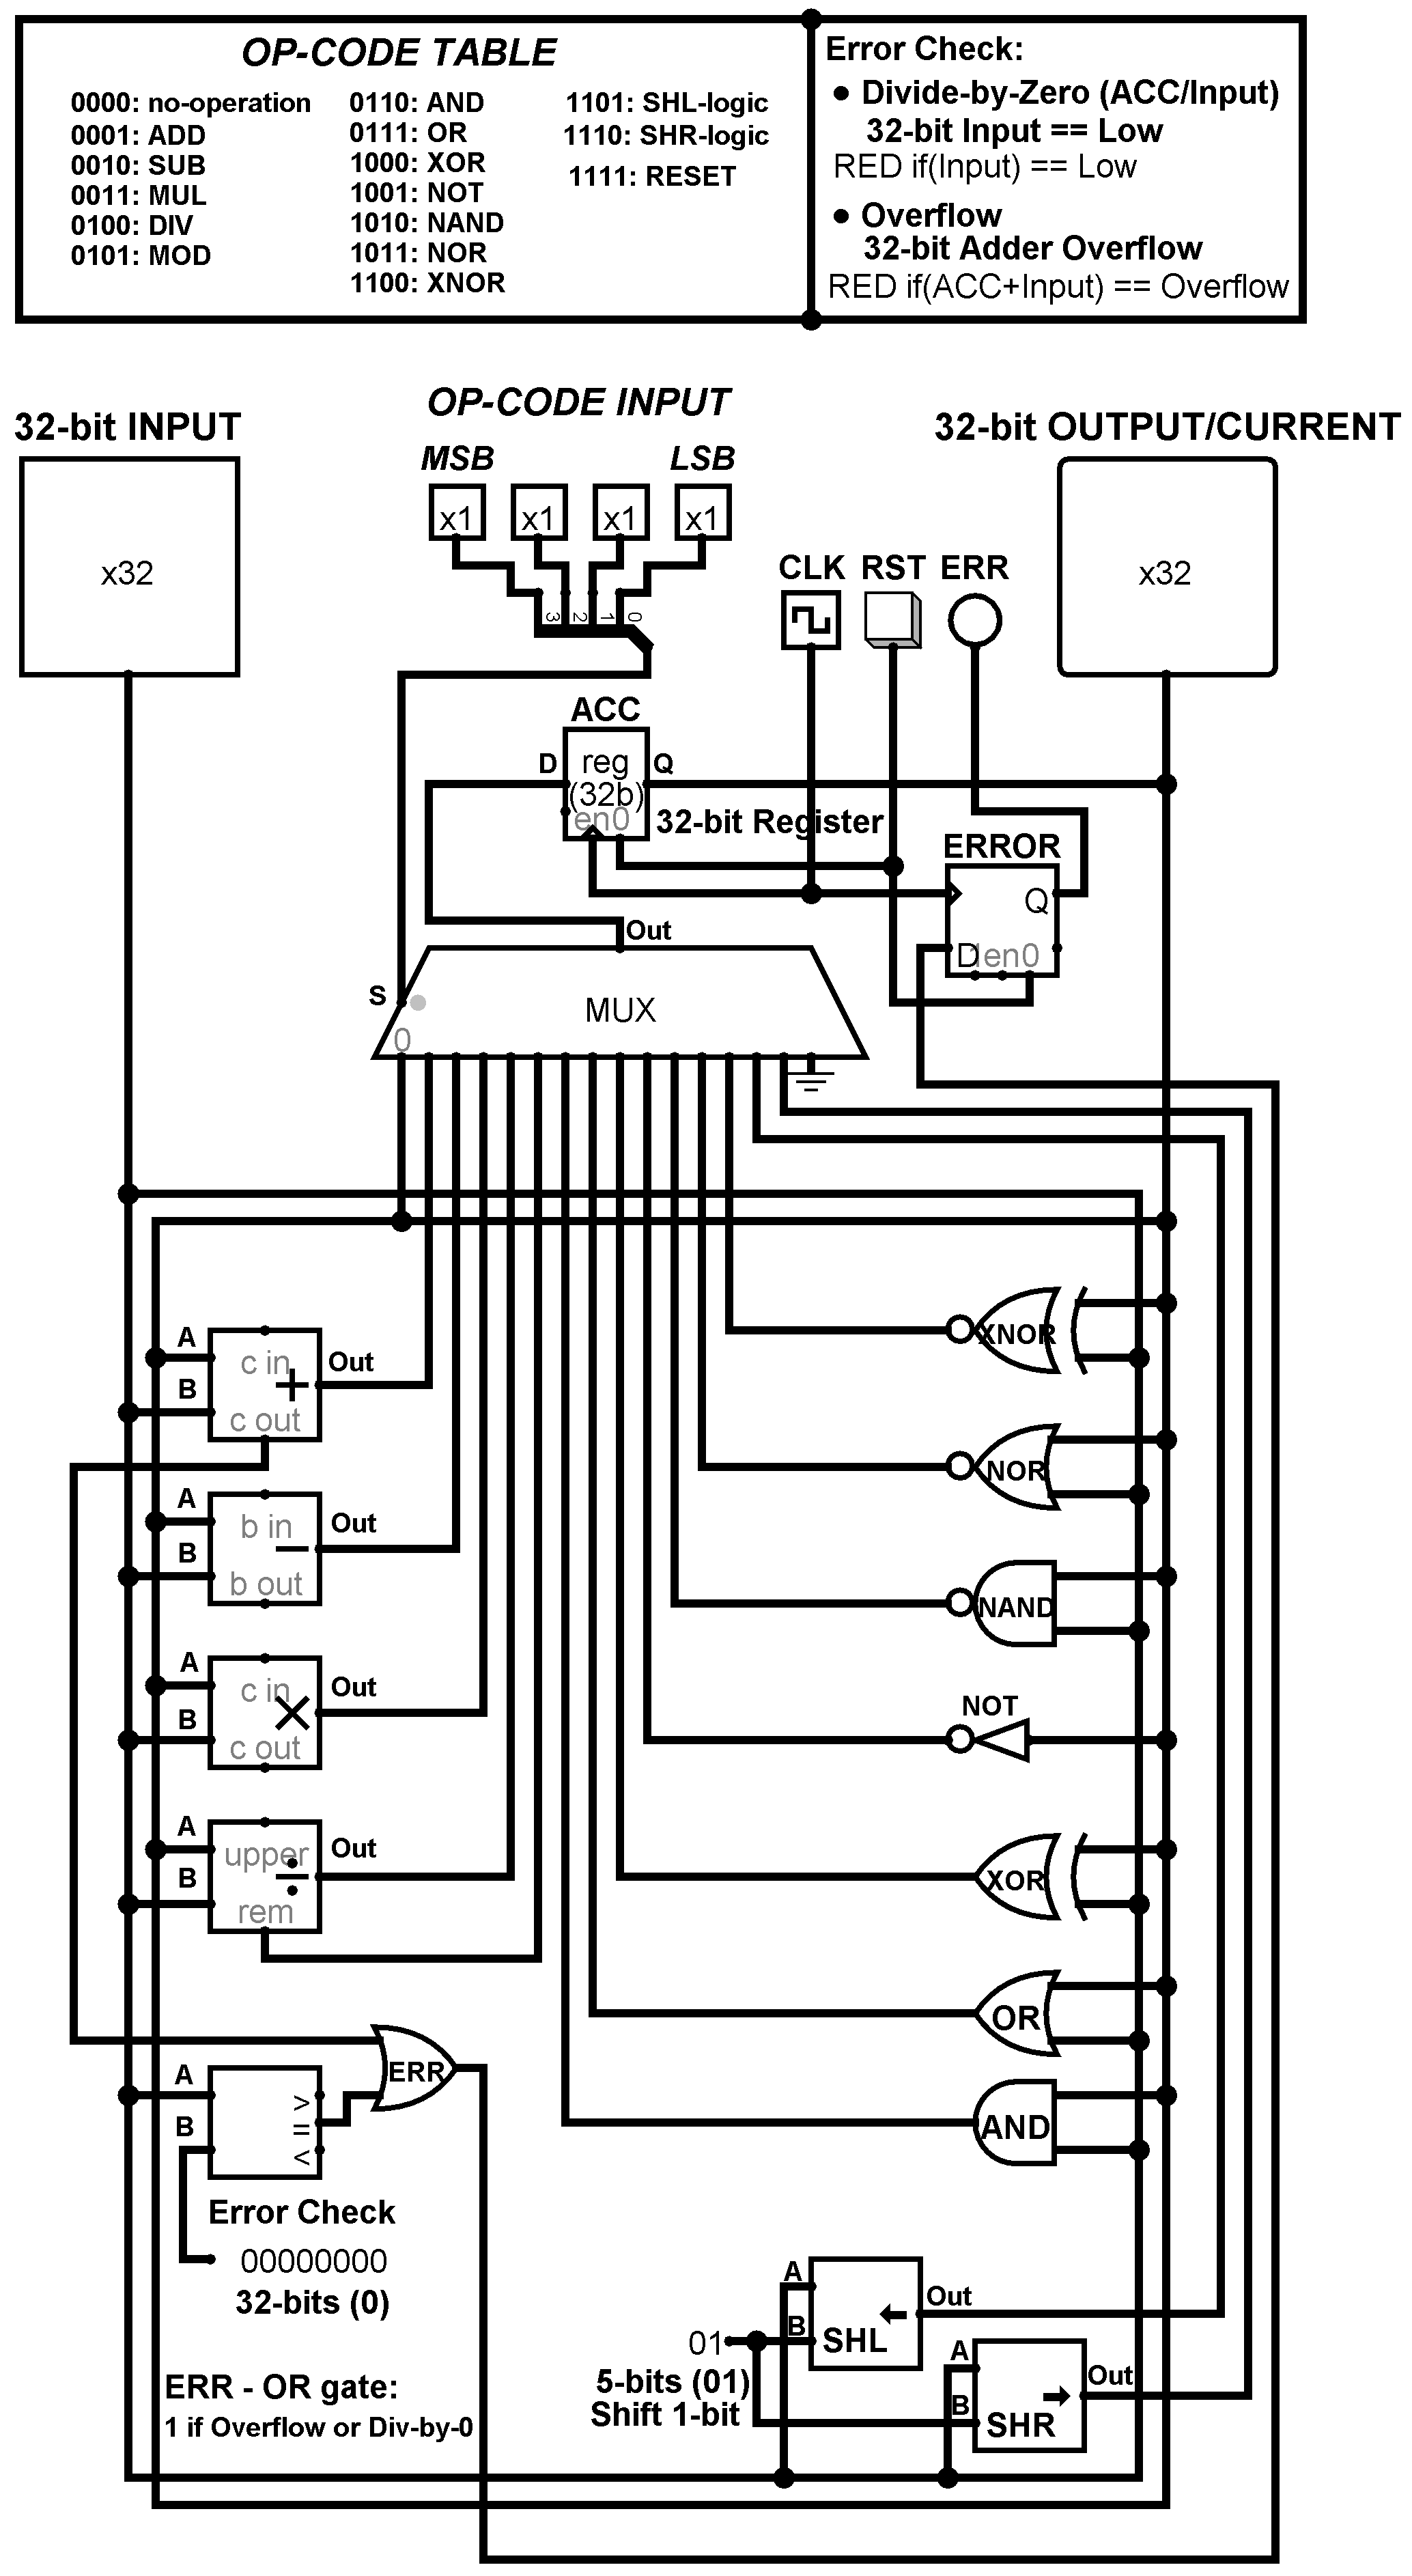 OP-CODE TABLE
0000: no-operation
0001: ADD
0010: SUB
0011: MUL
0100: DIV
0101: MOD
0110: AND
0111: OR
1000: XOR
1001: NOT
1010: NAND
1011: NOR
1100: XNOR
1101: SHL-logic
1110: SHR-logic
1111: RESET
Error Check:
• Divide-by-Zero (ACC/Input)
32-bit Input == Low
RED if(Input) == Low
• Overflow
32-bit Adder Overflow
RED if(ACC+Input) == Overflow
32-bit INPUT
x32
OP-CODE INPUT
MSB
LSB
x1
x1
x1
x1
3
2
1
0
32-bit OUTPUT/CURRENT
x32
CLK
RST
ERR
ACC
D
reg
Q
(32b)
en0
32-bit Register
ERROR
Q
D
1en0
Out
S
MUX
0
A
c in
+
Out
B
c out
A
b in
Out
B
b out
A
c in
Out
B
c out
A
upper
Out
B
rem
XNOR
NOR
NAND
NOT
XOR
OR
AND
ERR
A
>
B
=
<
Error Check
00000000
32-bits (0)
ERR - OR gate:
1 if Overflow or Div-by-0
A
Out
B
SHL
01
5-bits (01)
Shift 1-bit
A
Out
B
SHR